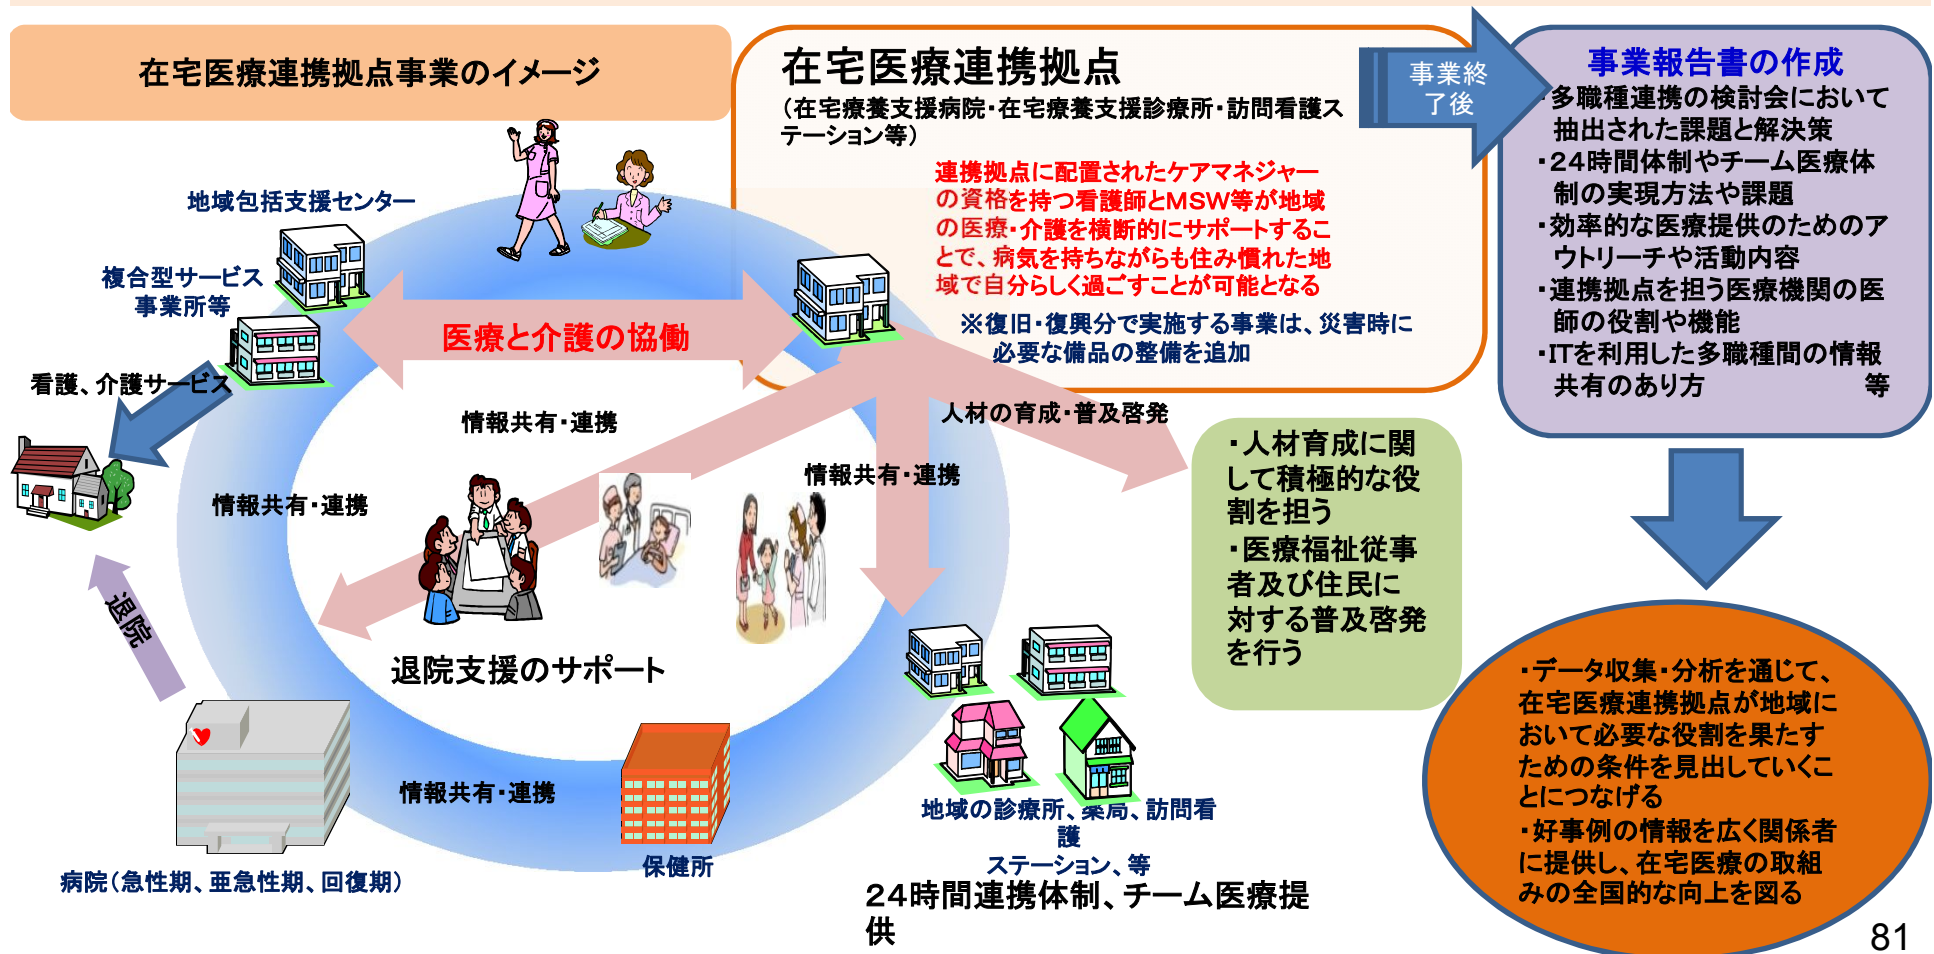 在宅医療連携拠点事業のイメージ
在宅医療連携拠点
（在宅療養支援病院・在宅療養支援診療所・訪問看護ス
テーション等）
連携拠点に配置されたケアマネジャー
の資格を持つ看護師とMSW等が地域
の医療・介護を横断的にサポートするこ
とで、病気を持ちながらも住み慣れた地
域で自分らしく過ごすことが可能となる
※復旧・復興分で実施する事業は、災害時に
必要な備品の整備を追加
事業終
了後
事業報告書の作成
・多職種連携の検討会において
抽出された課題と解決策
・24時間体制やチーム医療体
制の実現方法や課題
・効率的な医療提供のためのア
ウトリーチや活動内容
・連携拠点を担う医療機関の医
師の役割や機能
・ITを利用した多職種間の情報
共有のあり方 等
地域包括支援センター
複合型サービス
事業所等
医療と介護の協働
看護、介護サービス
情報共有・連携
人材の育成・普及啓発
情報共有・連携
情報共有・連携
・人材育成に関
して積極的な役
割を担う
・医療福祉従事
者及び住民に
対する普及啓発
を行う
退院
退院支援のサポート
情報共有・連携
病院（急性期、亜急性期、回復期）
保健所
地域の診療所、薬局、訪問看
護
ステーション、等
24時間連携体制、チーム医療提
供
・データ収集・分析を通じて、
在宅医療連携拠点が地域に
おいて必要な役割を果たす
ための条件を見出していくこ
とにつなげる
・好事例の情報を広く関係者
に提供し、在宅医療の取組
みの全国的な向上を図る
81